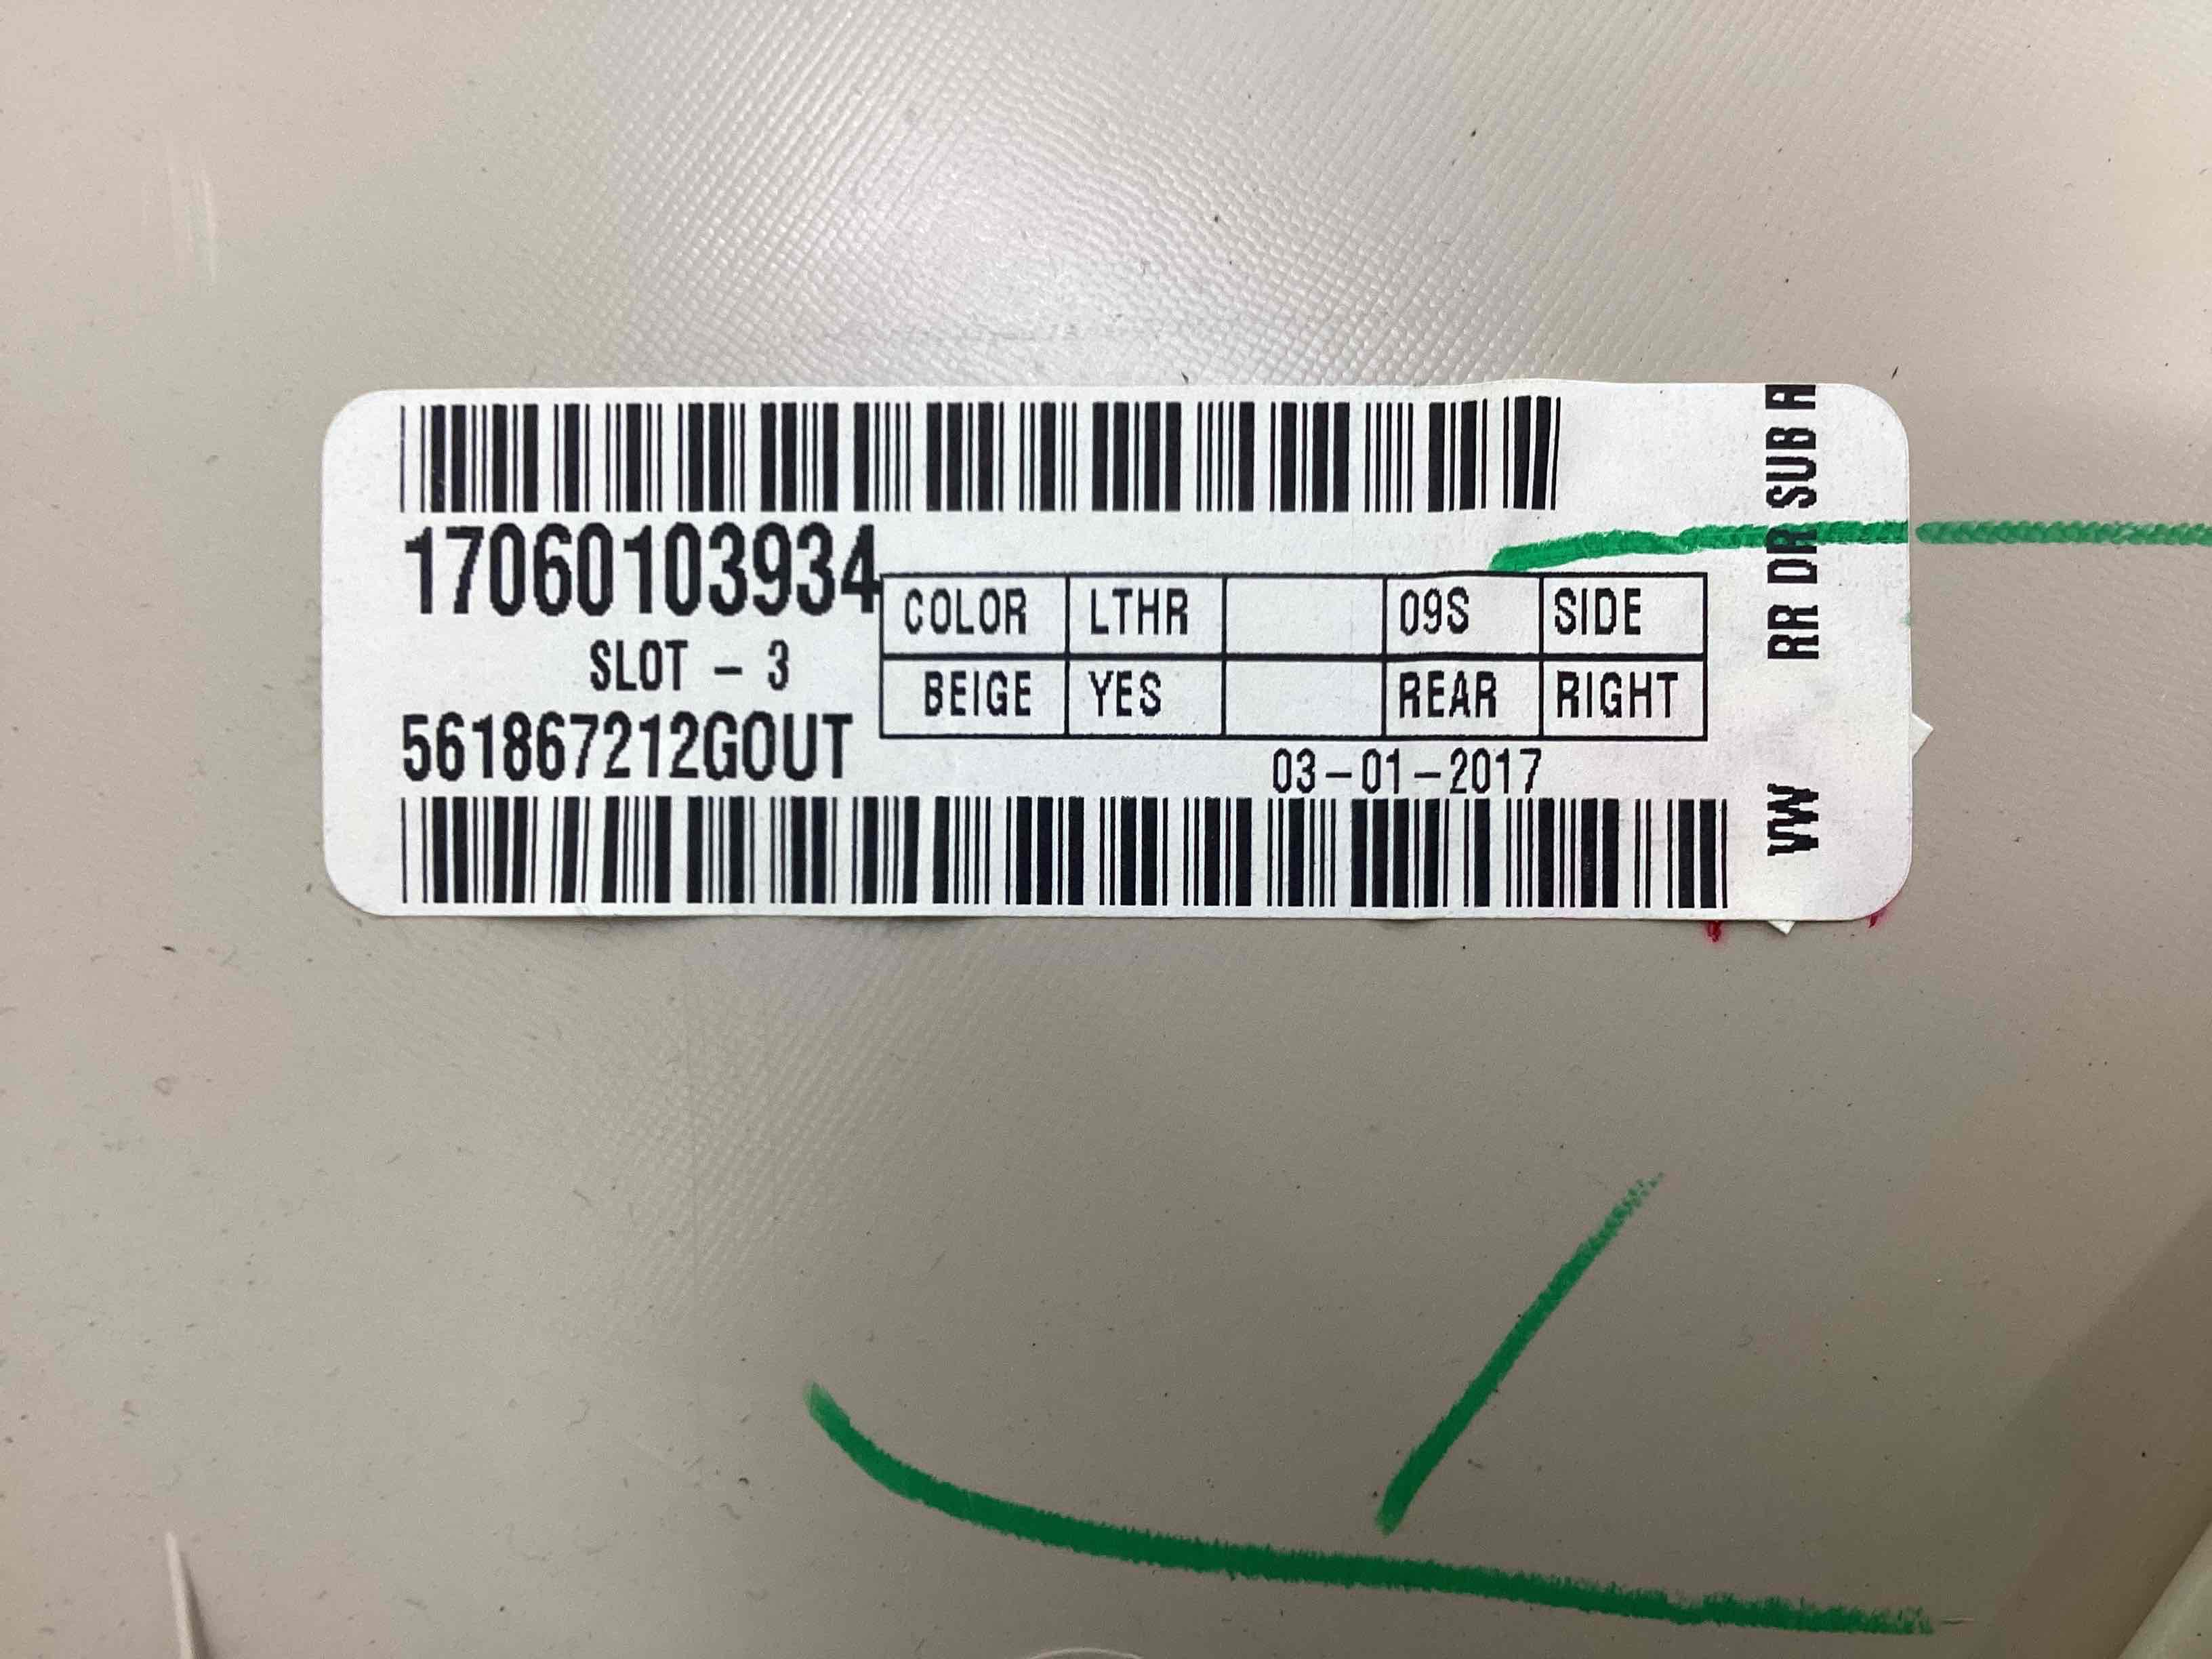 17060103934
SLOT - 3
561867212GOUT
COLOR LTHR 09S SIDE
BEIGE YES REAR RIGHT
03-01-2017
VW RR DR SUB